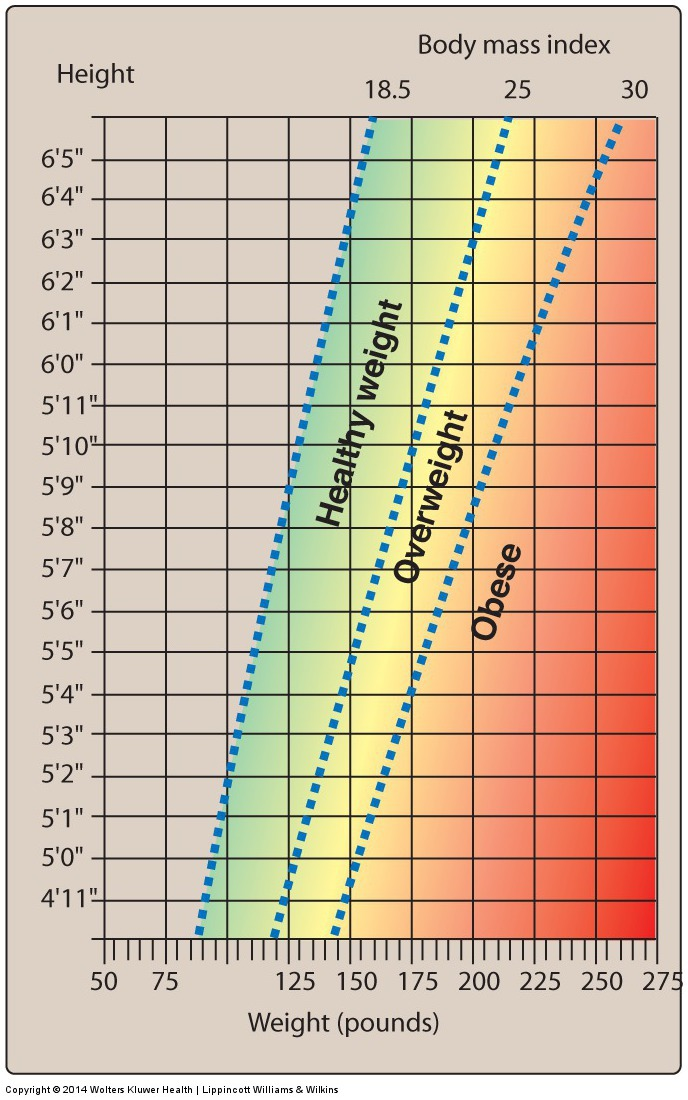 Body mass index
Height
18.5 25 30
6'5"
6'4"
6'3"
6'2"
6'1"
6'0"
5'11"
5'10"
5'9"
5'8"
5'7"
5'6"
5'5"
5'4"
5'3"
5'2"
5'1"
5'0"
4'11"
Healthy weight
Overweight
Obese
50 75 125 150 175 200 225 250 275
Weight (pounds)
Copyright © 2014 Wolters Kluwer Health | Lippincott Williams & Wilkins